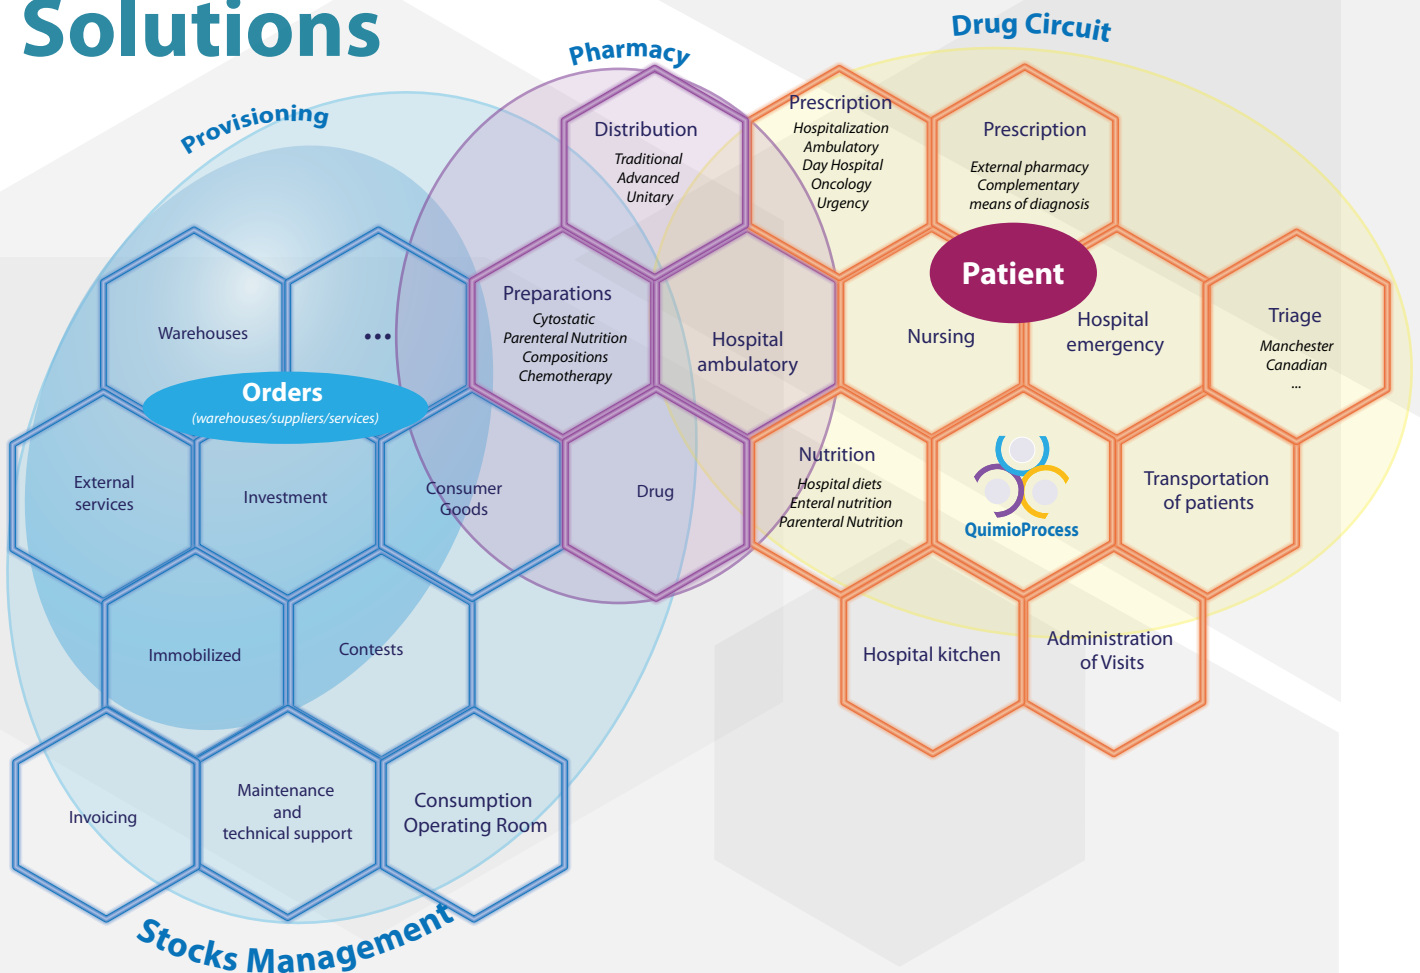 Solutions
Drug Circuit
Pharmacy
Provisioning
Prescription
Hospitalization
Ambulatory
Day Hospital
Oncology
Urgency
Prescription
External pharmacy
Complementary
means of diagnosis
Distribution
Traditional
Advanced
Unitary
Patient
Warehouses
...
Orders
(warehouses/suppliers/services)
Preparations
Cytostatic
Parenteral Nutrition
Compositions
Chemotherapy
Hospital
ambulatory
Nursing
Hospital
emergency
Triage
Manchester
Canadian
...
External
services
Investment
Consumer
Goods
Drug
Nutrition
Hospital diets
Enteral nutrition
Parenteral Nutrition
QuimioProcess
Transportation
of patients
Immobilized
Contests
Hospital kitchen
Administration
of Visits
Invoicing
Maintenance
and
technical support
Consumption
Operating Room
Stocks Management